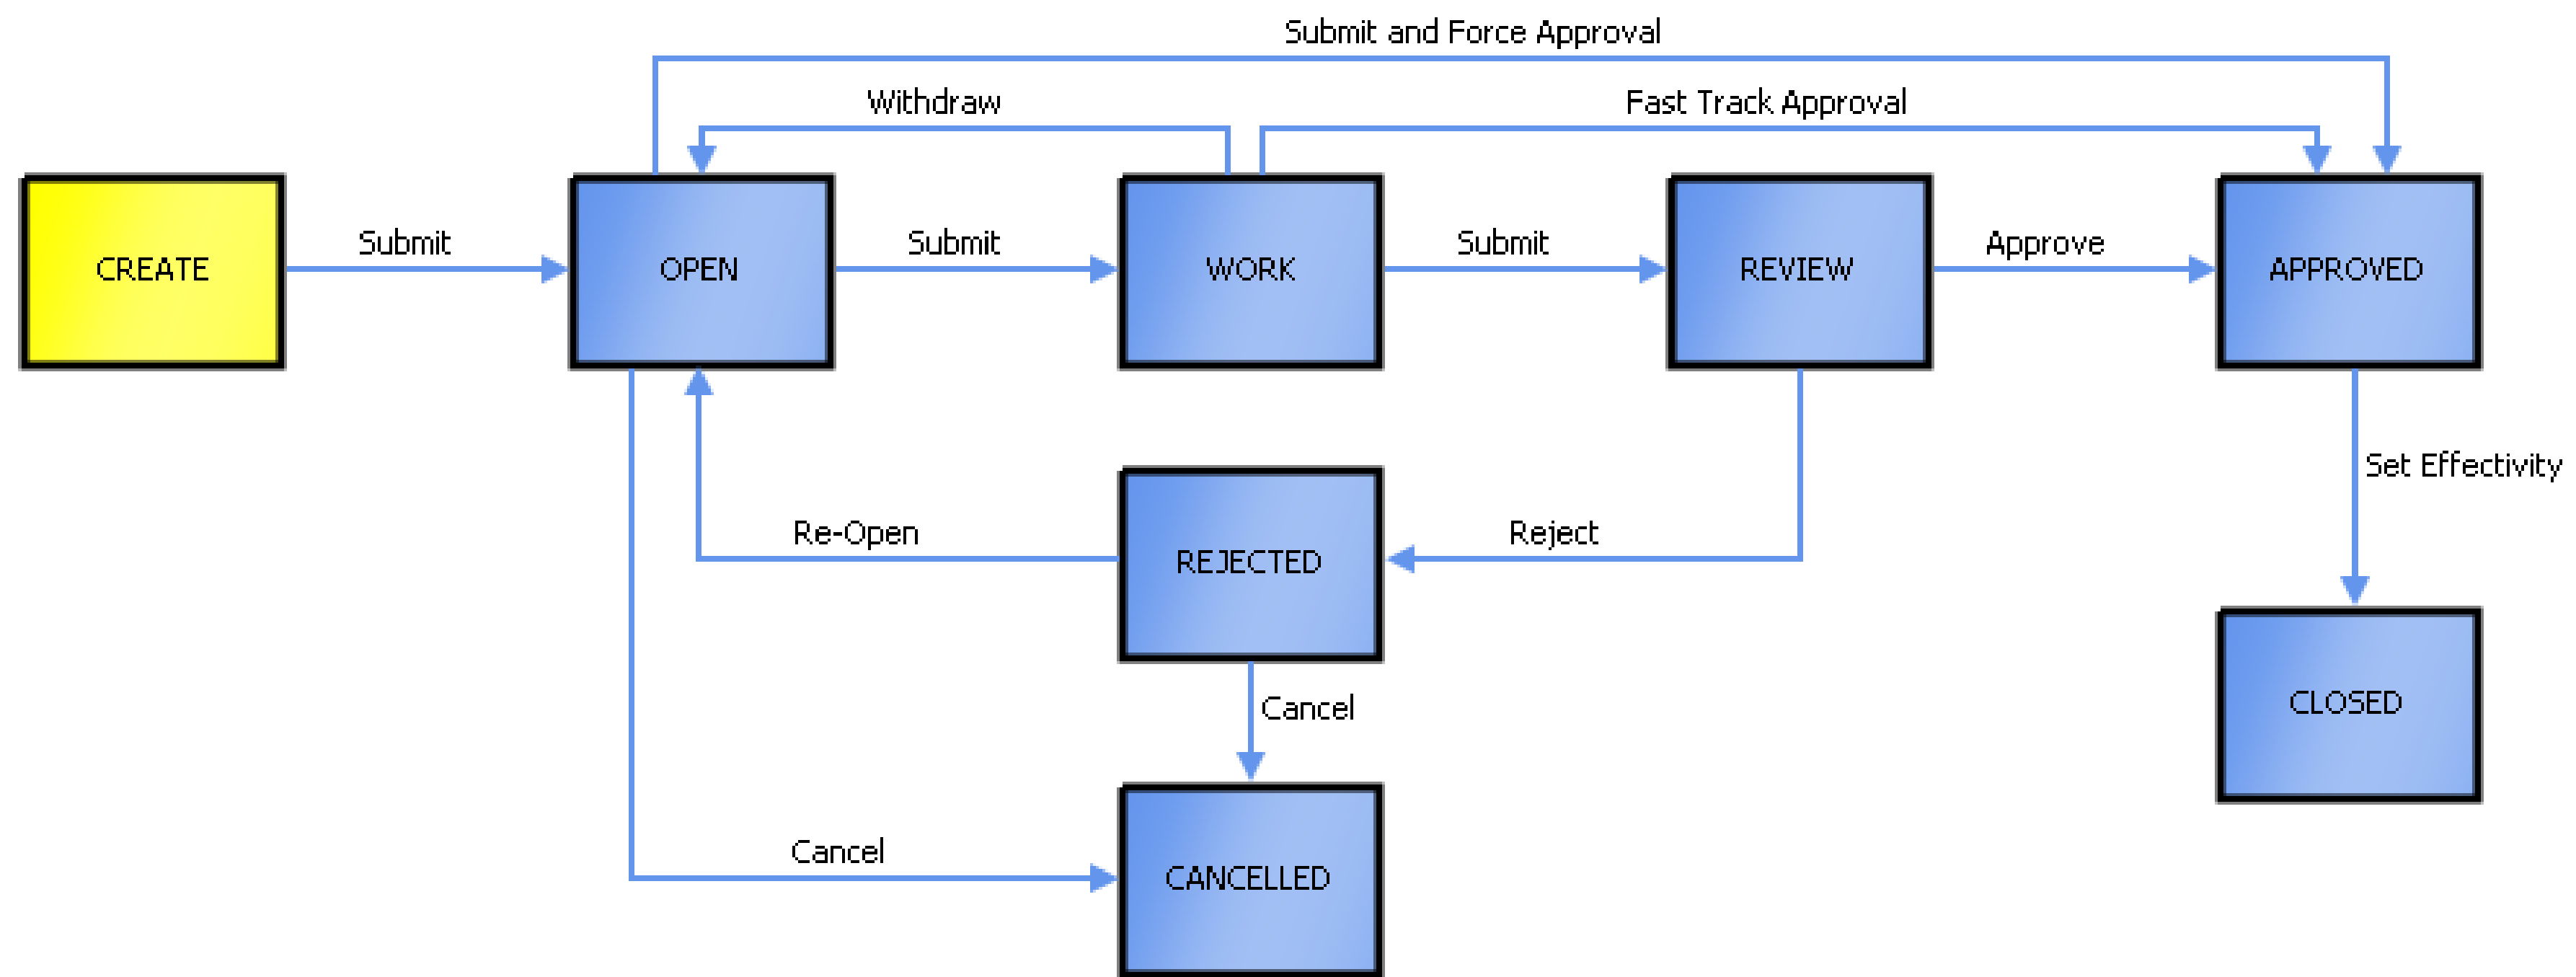 Submit and Force Approval
Withdraw
Fast Track Approval
Submit
Submit
Submit
Approve
CREATE
OPEN
WORK
REVIEW
APPROVED
Set Effectivity
Re-Open
Reject
REJECTED
CLOSED
Cancel
Cancel
CANCELLED